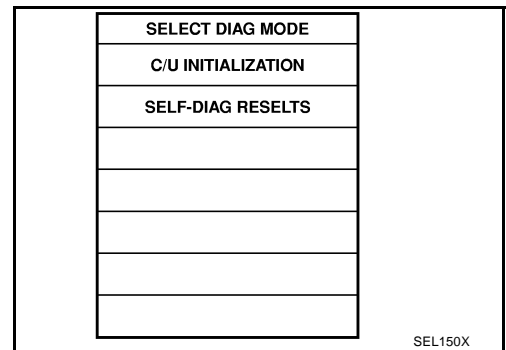 SELECT DIAG MODE
C/U INITIALIZATION
SELF-DIAG RESELTS
SEL150X